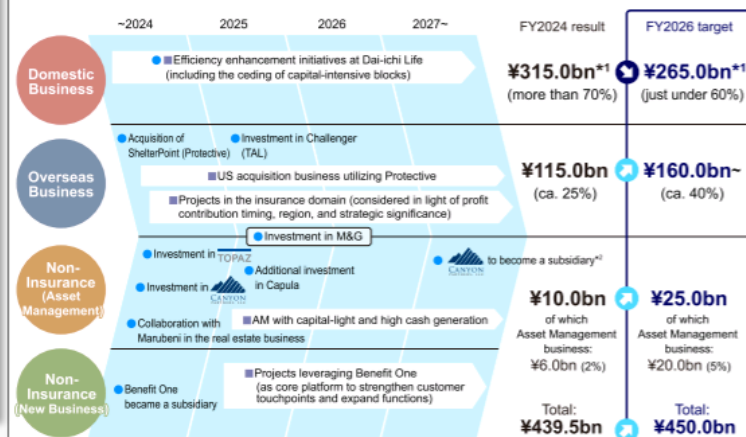 ~2024 2025 2026 2027~ FY2024 result FY2026 target
Domestic
Business
Efficiency enhancement initiatives at Dai-ichi Life
(including the ceding of capital-intensive blocks)
¥315.0bn*1
(more than 70%)
¥265.0bn*1
(just under 60%)
Overseas
Business
Acquisition of
ShelterPoint (Protective)
Investment in Challenger
(TAL)
US acquisition business utilizing Protective
Projects in the insurance domain (considered in light of profit
contribution timing, region, and strategic significance)
¥115.0bn
(ca. 25%)
¥160.0bn~
(ca. 40%)
Investment in M&G
Non-
Insurance
(Asset
Management)
Investment in TOPAZ
Investment in CANYON
Additional investment
in Capula
CANYON to become a subsidiary*2
Collaboration with
Marubeni in the real estate business
AM with capital-light and high cash generation
¥10.0bn
of which
Asset Management
business:
¥6.0bn (2%)
¥25.0bn
of which
Asset Management
business:
¥20.0bn (5%)
Non-
Insurance
(New Business)
Benefit One
became a subsidiary
Projects leveraging Benefit One
(as core platform to strengthen customer
touchpoints and expand functions)
Total:
¥439.5bn
Total:
¥450.0bn